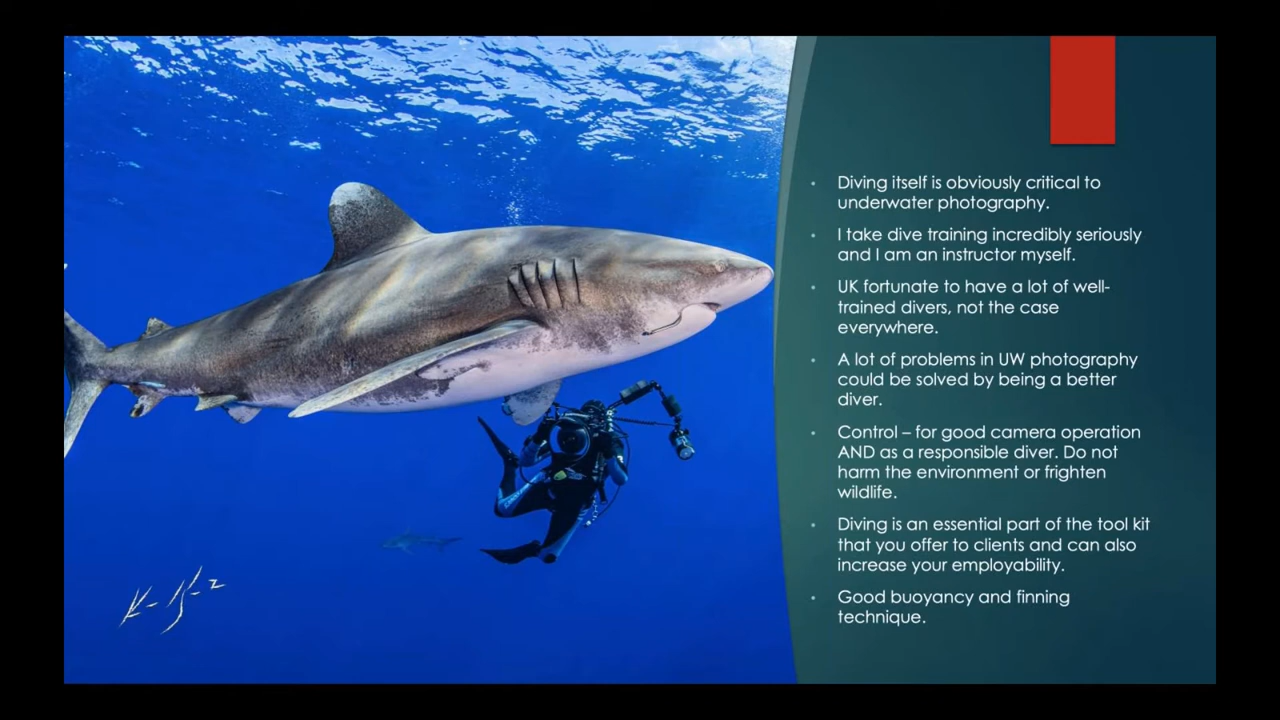 Diving itself is obviously critical to
underwater photography.
I take dive training incredibly seriously
and I am an instructor myself.
UK fortunate to have a lot of well-
trained divers, not the case
everywhere.
A lot of problems in UW photography
could be solved by being a better
diver.
Control – for good camera operation
AND as a responsible diver. Do not
harm the environment or frighten
wildlife.
Diving is an essential part of the tool kit
that you offer to clients and can also
increase your employability.
Good buoyancy and finning
technique.